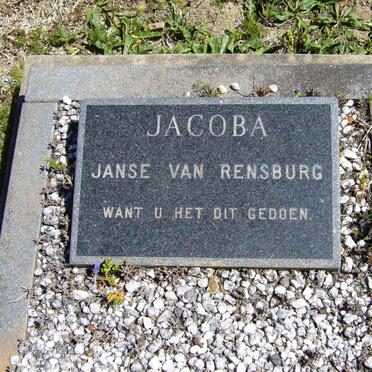 JACOBA
JANSE VAN RENSBURG
WANT U HET DIT GEDOEN.